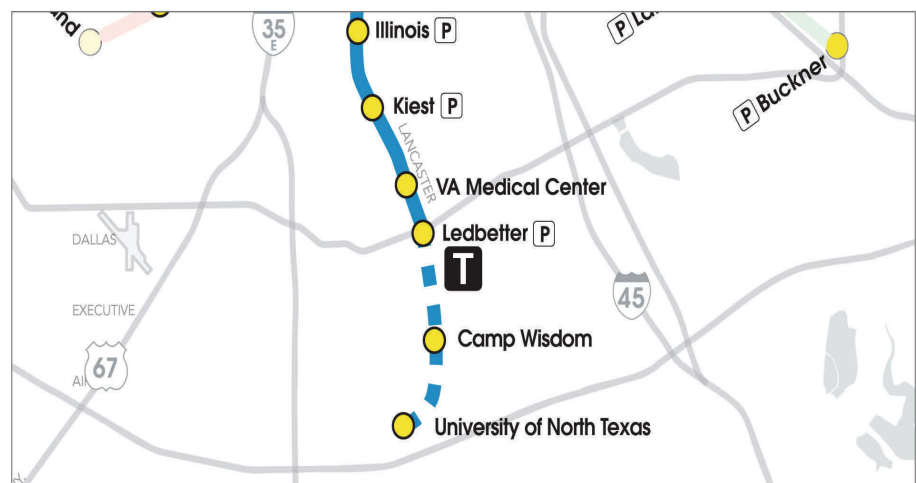 and
35
E
Illinois P
P
P Buckner
Kiest P
LANCASTER
VA Medical Center
Ledbetter P
DALLAS
T
EXECUTIVE
45
Camp Wisdom
67
University of North Texas